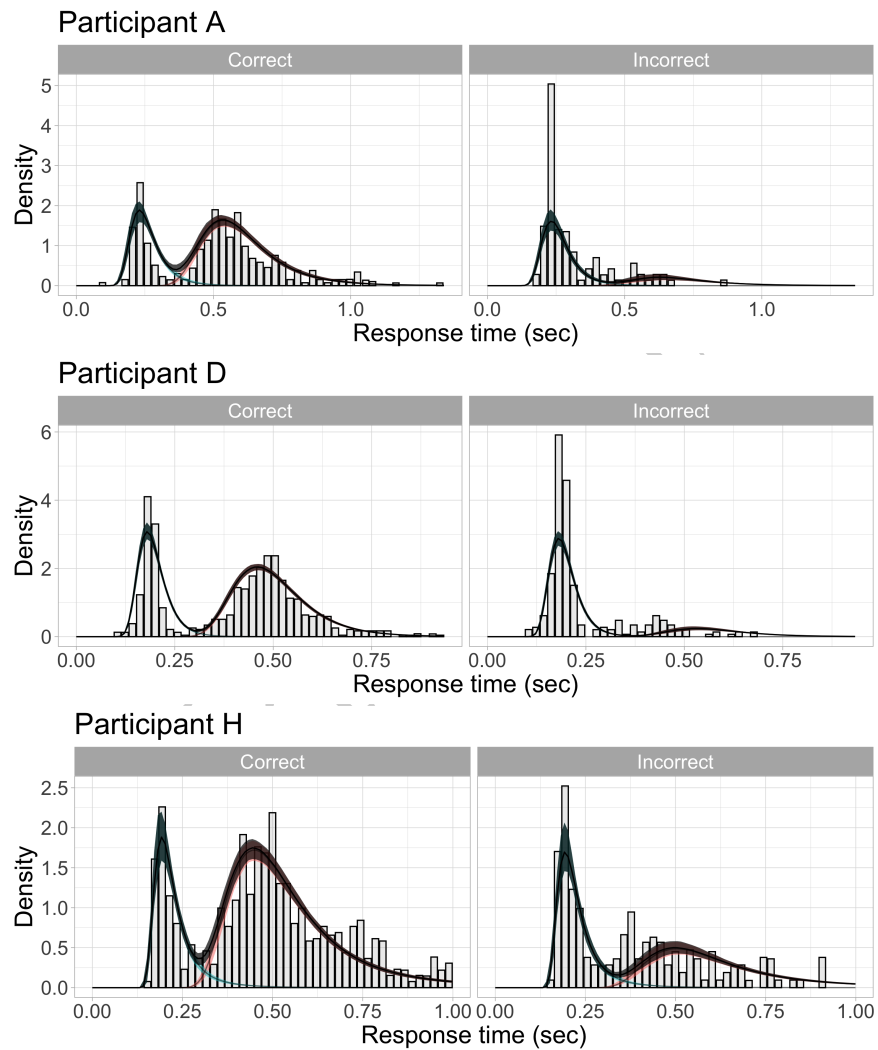 Participant A
Correct Incorrect
5
4
3
2
1
0
Density
0.0 0.5 1.0 0.0 0.5 1.0
Response time (sec)
Participant D
Correct Incorrect
6
4
2
0
Density
0.00 0.25 0.50 0.75 0.00 0.25 0.50 0.75
Response time (sec)
Participant H
Correct Incorrect
2.5
2.0
1.5
1.0
0.5
0.0
Density
0.00 0.25 0.50 0.75 1.00 0.00 0.25 0.50 0.75 1.00
Response time (sec)